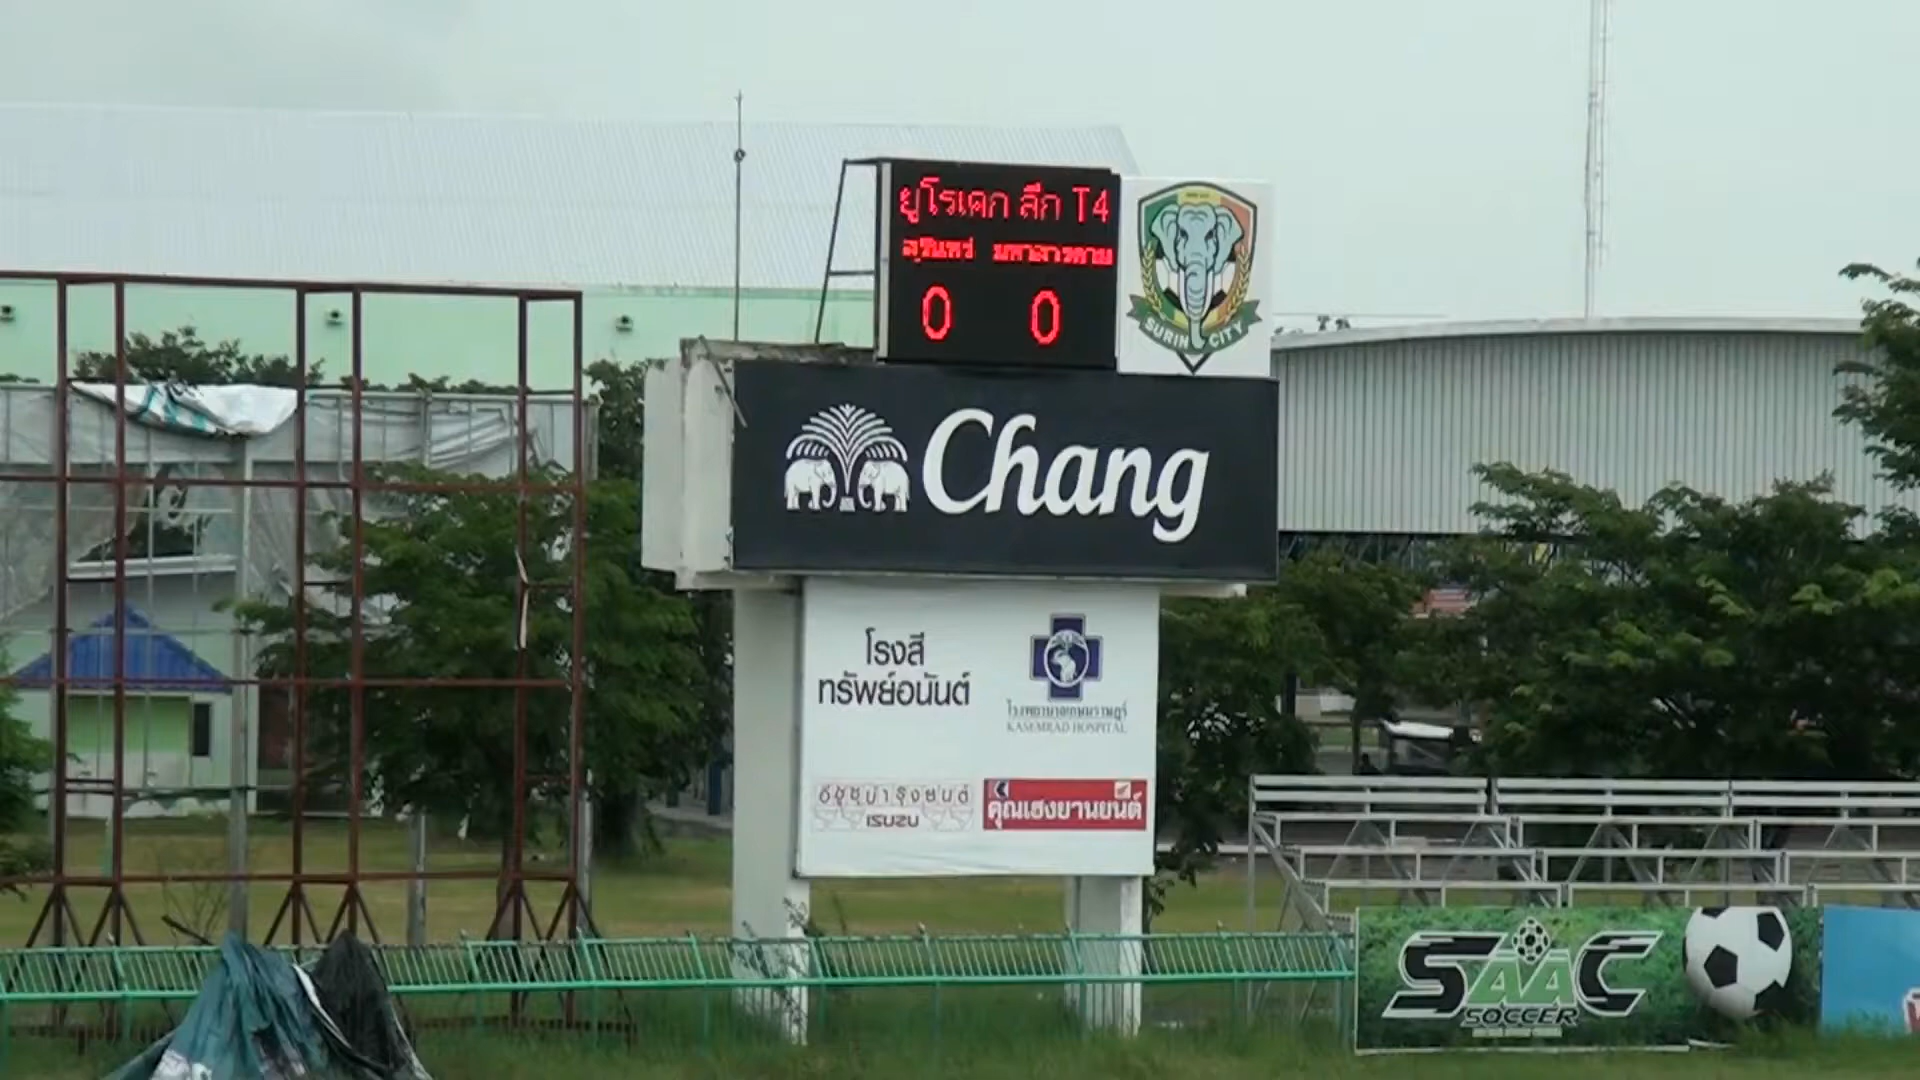 ยูโรเคก ลีก T4
สุรินทร์ มหาสารคาม
0 0
SURIN CITY
Chang
โรงสี
ทรัพย์อนันต์
โรงพยาบาลเกษมราษฎร์
KASEMRAD HOSPITAL
อีซูซุบำรุงยนต์
ISUZU
คุณเฮงยานยนต์
SAAC
SOCCER